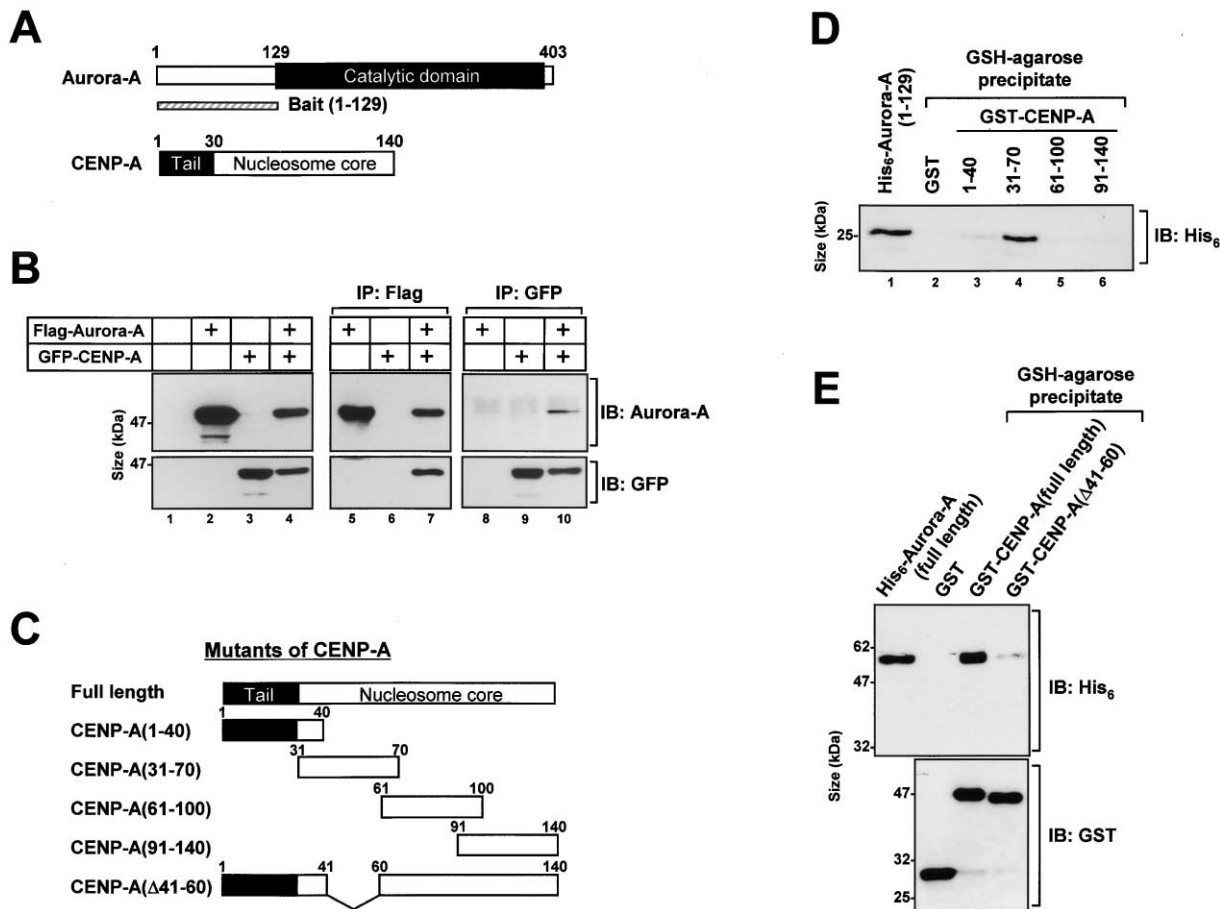 A
1 129 403
Aurora-A Catalytic domain
Bait (1-129)
1 30 140
CENP-A Tail Nucleosome core
B
IP: Flag IP: GFP
Flag-Aurora-A + + + + + +
GFP-CENP-A + + + + + +
Size (kDa) 47- IB: Aurora-A
47- IB: GFP
1 2 3 4 5 6 7 8 9 10
C
Mutants of CENP-A
Full length Tail Nucleosome core
1 40
CENP-A(1-40)
31 70
CENP-A(31-70)
61 100
CENP-A(61-100)
91 140
CENP-A(91-140)
1 41 60 140
CENP-A(Δ41-60)
D
GSH-agarose
precipitate
GST-CENP-A
His6-Aurora-A
(1-129)
GST
1-40
31-70
61-100
91-140
Size (kDa) 25- IB: His6
1 2 3 4 5 6
E
GSH-agarose
precipitate
His6-Aurora-A
(full length)
GST
GST-CENP-A(full length)
GST-CENP-A(Δ41-60)
62-
47-
IB: His6
32-
Size (kDa)
47-
IB: GST
32-
25-